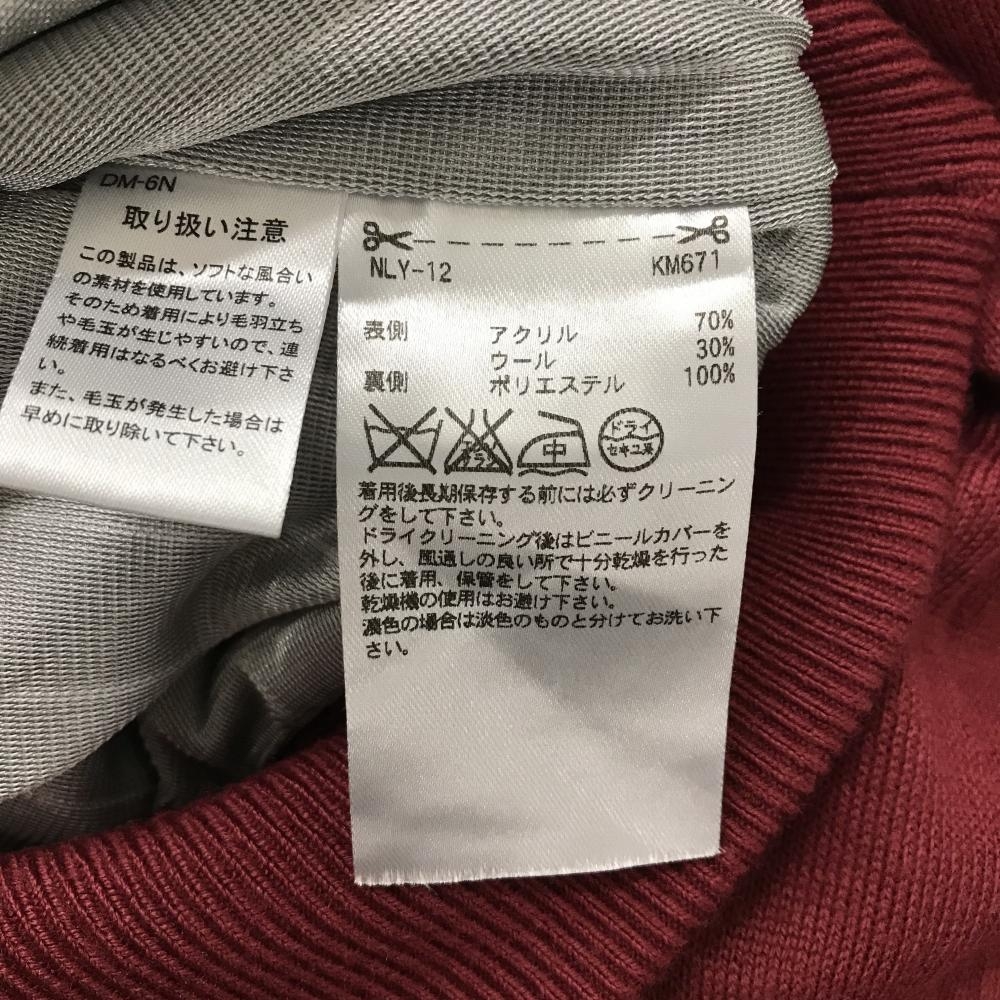 DM-6N
取り扱い注意
この製品は、ソフトな風合い
の素材を使用しています。
そのため着用により毛羽立ち
や毛玉が生じやすいので、連
続着用はなるべくお避け下さ
い。
また、毛玉が発生した場合は
早めに取り除いて下さい。
NLY-12 KM671
表側 アクリル 70%
ウール 30%
裏側 ポリエステル 100%
エンソサラシ 中 ドライ
セキユ系
着用後長期保存する前には必ずクリーニン
グをして下さい。
ドライクリーニング後はビニールカバーを
外し、風通しの良い所で十分乾燥を行った
後に着用、保管をして下さい。
乾燥機の使用はお避け下さい。
濃色の場合は淡色のものと分けてお洗い下
さい。